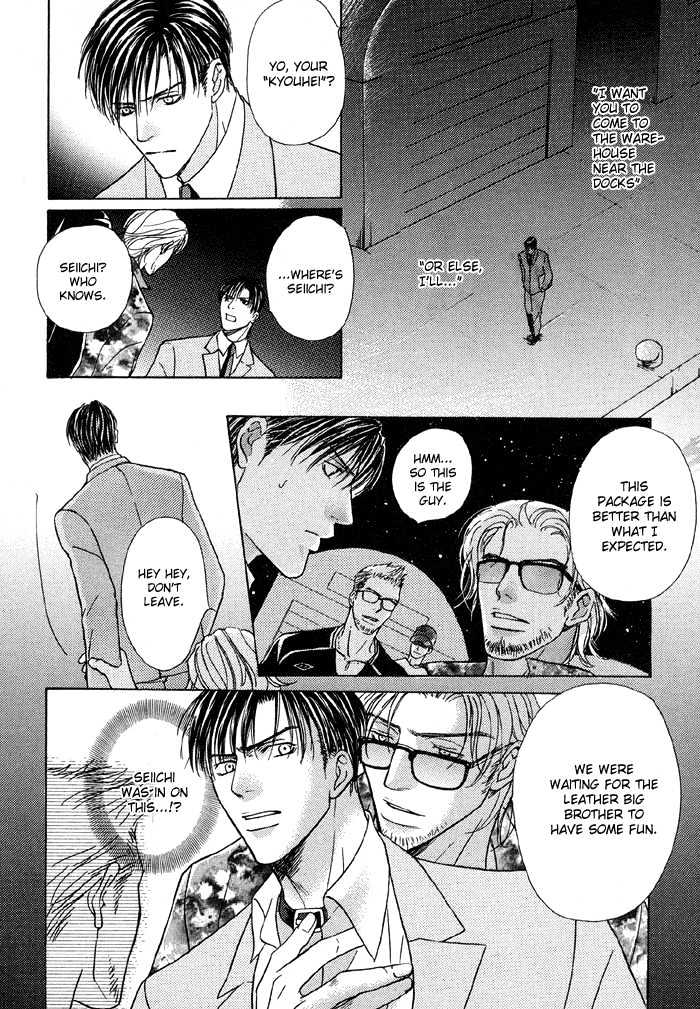 "I WANT
YOU TO
COME TO
THE WARE-
HOUSE
NEAR THE
DOCKS"
"OR ELSE,
I'LL..."
YO, YOUR
"KYOUHEI"?
...WHERE'S
SEIICHI?
SEIICHI?
WHO
KNOWS.
THIS
PACKAGE IS
BETTER THAN
WHAT I
EXPECTED.
HMM...
SO THIS
IS THE
GUY.
HEY HEY,
DON'T
LEAVE.
WE WERE
WAITING FOR THE
LEATHER BIG
BROTHER TO
HAVE SOME FUN.
SEIICHI
WAS IN ON
THIS...!?